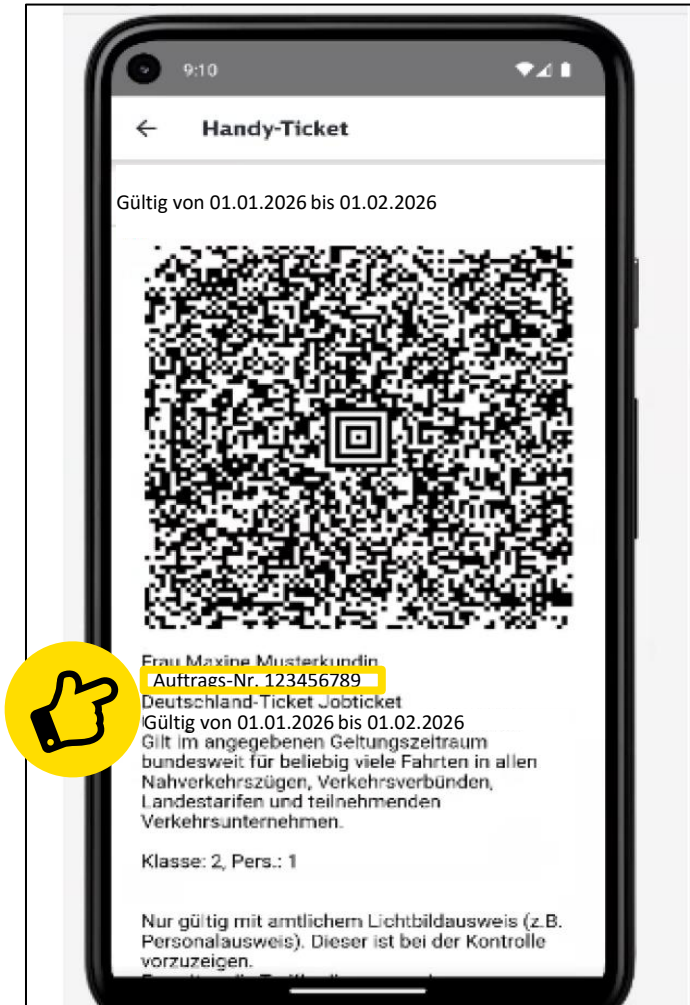 9:10
Handy-Ticket
Gültig von 01.01.2026 bis 01.02.2026
Frau Maxine Musterkundin
Auftrags-Nr. 123456789
Deutschland-Ticket Jobticket
Gültig von 01.01.2026 bis 01.02.2026
Gilt im angegebenen Geltungszeitraum
bundesweit für beliebig viele Fahrten in allen
Nahverkehrszügen, Verkehrsverbünden,
Landestarifen und teilnehmenden
Verkehrsunternehmen.
Klasse: 2, Pers.: 1
Nur gültig mit amtlichem Lichtbildausweis (z.B.
Personalausweis). Dieser ist bei der Kontrolle
vorzuzeigen.